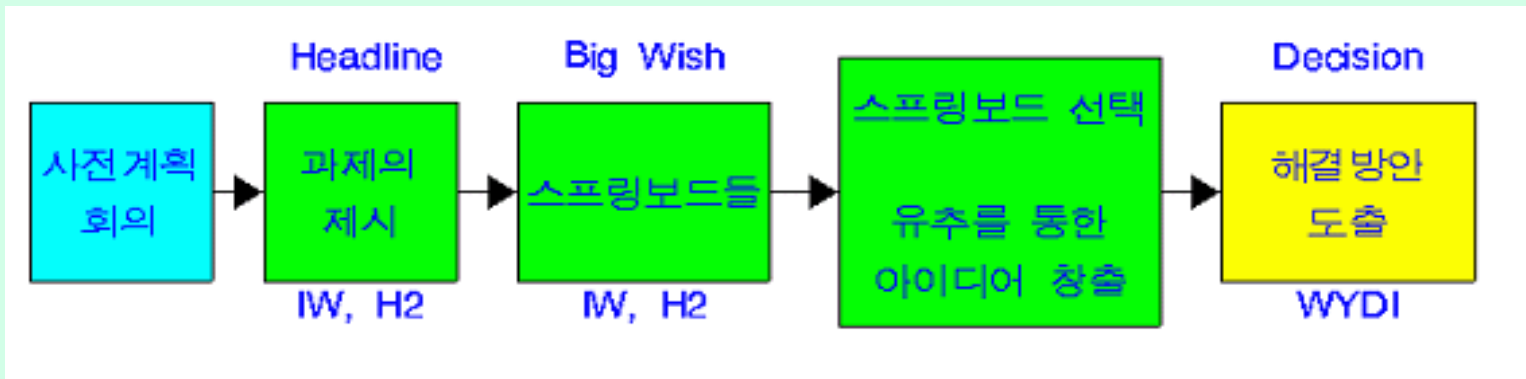 Headline
Big Wish
Decision
사전계획
회의
과제의
제시
스프링보드들
스프링보드 선택
유추를 통한
아이디어 창출
해결방안
도출
IW, H2
IW, H2
WYDI